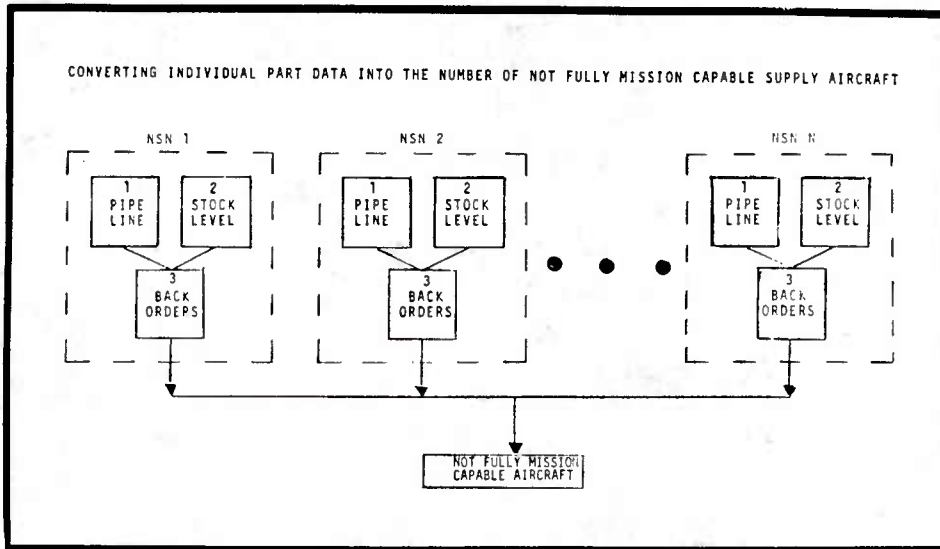 CONVERTING INDIVIDUAL PART DATA INTO THE NUMBER OF NOT FULLY MISSION CAPABLE SUPPLY AIRCRAFT
NSN 1
1
PIPE
LINE
2
STOCK
LEVEL
3
BACK
ORDEPS
NSN 2
1
PIPE
LINE
2
STOCK
LEVEL
3
BACK
ORDERS
NSN N
1
PIPE
LINE
2
STOCK
LEVEL
3
BACK
ORDERS
NOT FULLY MISSION
CAPABLE AIRCRAFT